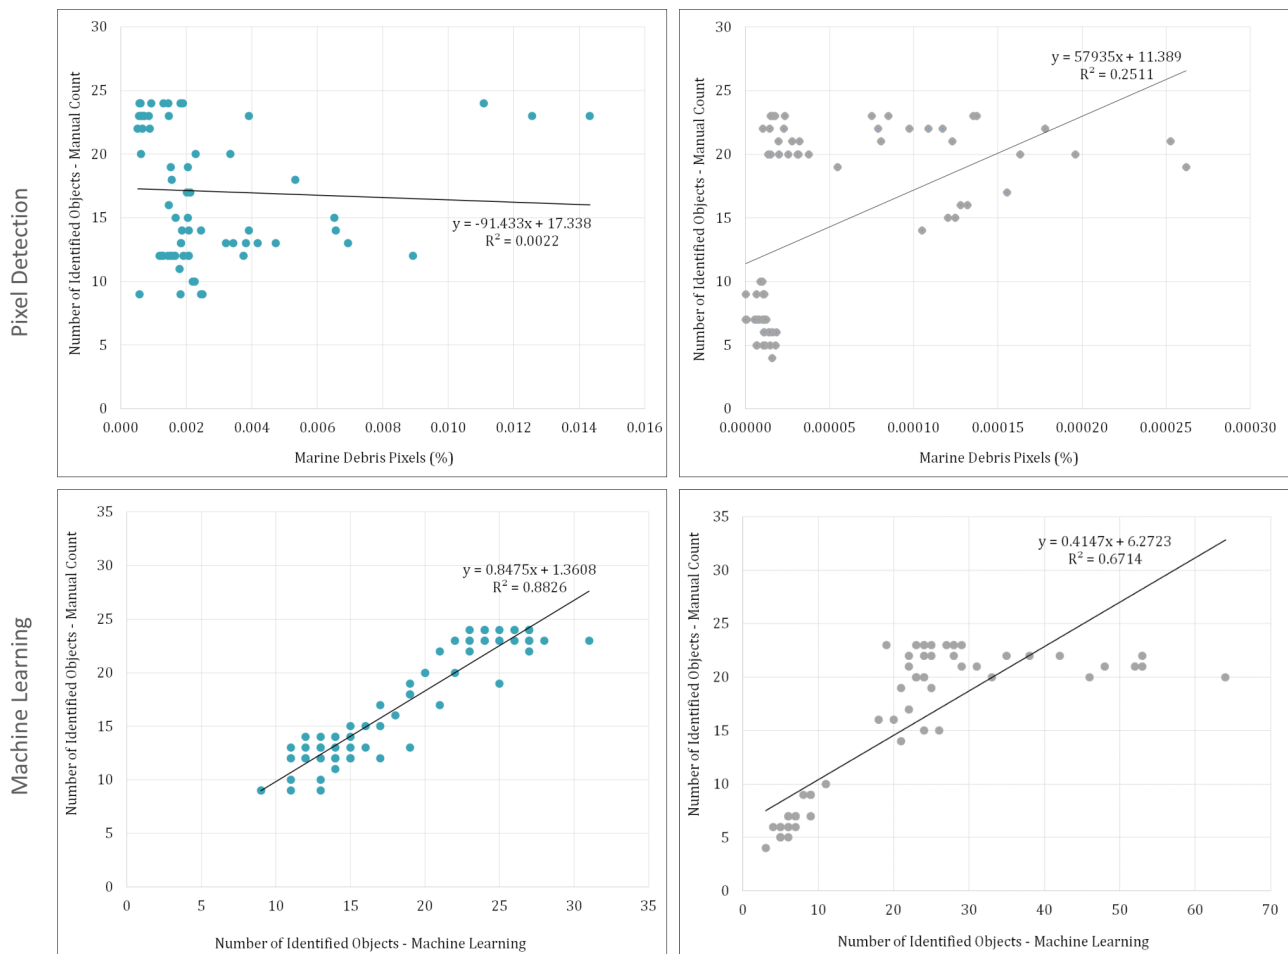 Pixel Detection
Number of Identified Objects - Manual Count
30
25
20
15
10
5
0
y = -91.433x + 17.338
R² = 0.0022
0.000 0.002 0.004 0.006 0.008 0.010 0.012 0.014 0.016
Marine Debris Pixels (%)
Number of Identified Objects - Manual Count
30
25
20
15
10
5
0
y = 57935x + 11.389
R² = 0.2511
0.00000 0.00005 0.00010 0.00015 0.00020 0.00025 0.00030
Marine Debris Pixels (%)
Machine Learning
Number of Identified Objects - Manual Count
35
30
25
20
15
10
5
0
y = 0.8475x + 1.3608
R² = 0.8826
0 5 10 15 20 25 30 35
Number of Identified Objects - Machine Learning
Number of Identified Objects - Manual Count
35
30
25
20
15
10
5
0
y = 0.4147x + 6.2723
R² = 0.6714
0 10 20 30 40 50 60 70
Number of Identified Objects - Machine Learning